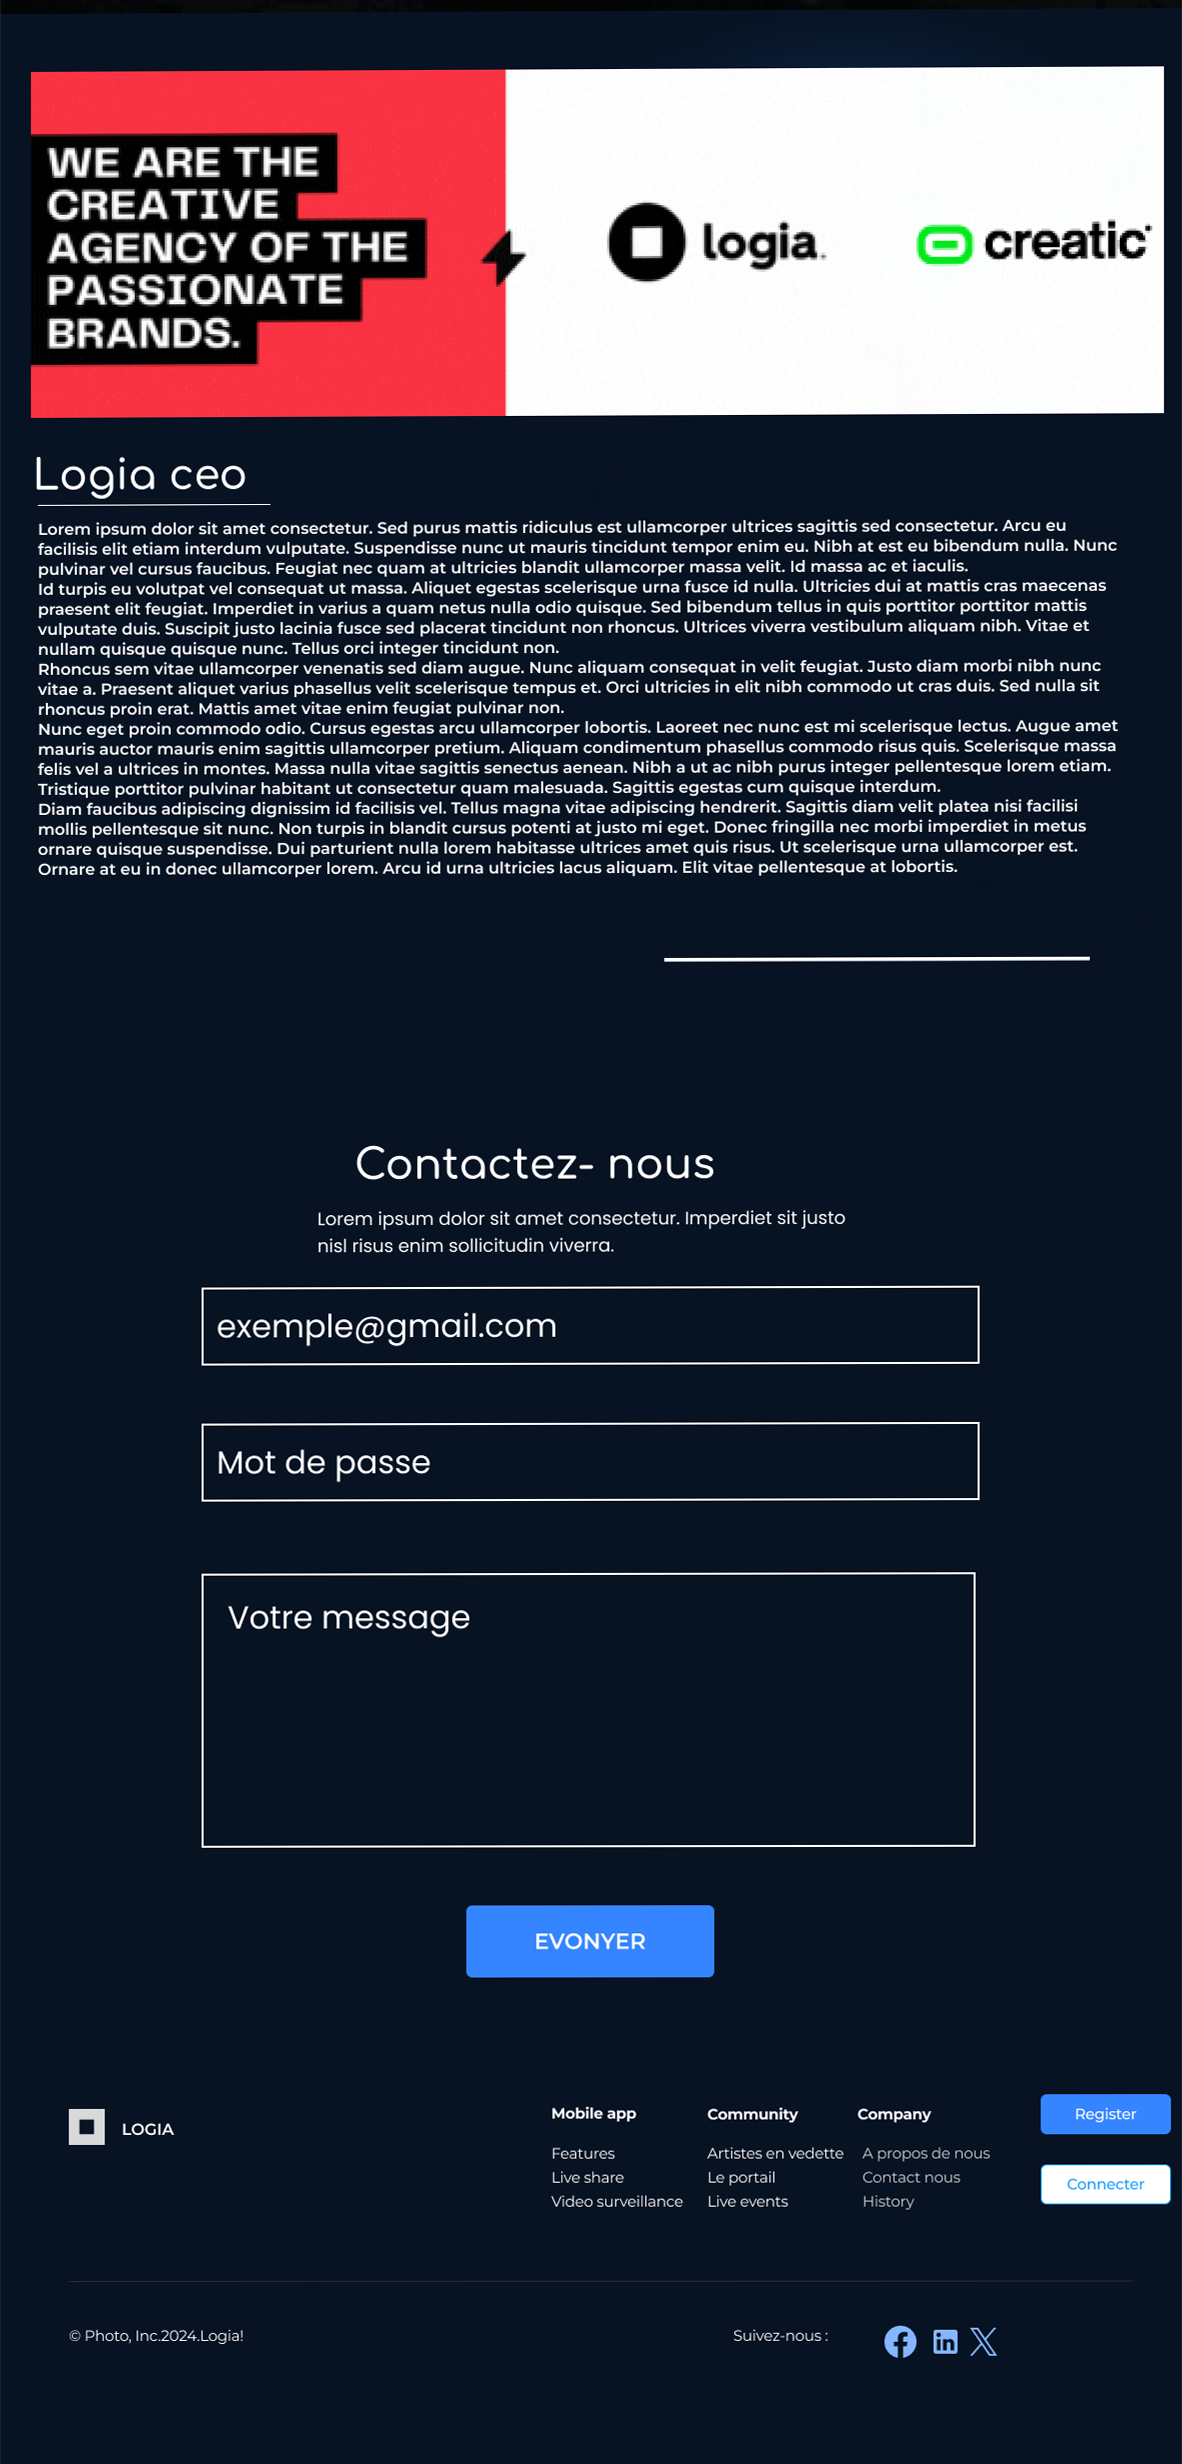 WE ARE THE
CREATIVE
AGENCY OF THE
PASSIONATE
BRANDS.
logia.
creatic
Logia ceo
Lorem ipsum dolor sit amet consectetur. Sed purus mattis ridiculus est ullamcorper ultrices sagittis sed consectetur. Arcu eu
facilisis elit etiam interdum vulputate. Suspendisse nunc ut mauris tincidunt tempor enim eu. Nibh at est eu bibendum nulla. Nunc
pulvinar vel cursus faucibus. Feugiat nec quam at ultricies blandit ullamcorper massa velit. Id massa ac et iaculis.
Id turpis eu volutpat vel consequat ut massa. Aliquet egestas scelerisque urna fusce id nulla. Ultricies dui at mattis cras maecenas
praesent elit feugiat. Imperdiet in varius a quam netus nulla odio quisque. Sed bibendum tellus in quis porttitor porttitor mattis
vulputate duis. Suscipit justo lacinia fusce sed placerat tincidunt non rhoncus. Ultrices viverra vestibulum aliquam nibh. Vitae et
nullam quisque quisque nunc. Tellus orci integer tincidunt non.
Rhoncus sem vitae ullamcorper venenatis sed diam augue. Nunc aliquam consequat in velit feugiat. Justo diam morbi nibh nunc
vitae a. Praesent aliquet varius phasellus velit scelerisque tempus et. Orci ultricies in elit nibh commodo ut cras duis. Sed nulla sit
rhoncus proin erat. Mattis amet vitae enim feugiat pulvinar non.
Nunc eget proin commodo odio. Cursus egestas arcu ullamcorper lobortis. Laoreet nec nunc est mi scelerisque lectus. Augue amet
mauris auctor mauris enim sagittis ullamcorper pretium. Aliquam condimentum phasellus commodo risus quis. Scelerisque massa
felis vel a ultrices in montes. Massa nulla vitae sagittis senectus aenean. Nibh a ut ac nibh purus integer pellentesque lorem etiam.
Tristique porttitor pulvinar habitant ut consectetur quam malesuada. Sagittis egestas cum quisque interdum.
Diam faucibus adipiscing dignissim id facilisis vel. Tellus magna vitae adipiscing hendrerit. Sagittis diam velit platea nisi facilisi
mollis pellentesque sit nunc. Non turpis in blandit cursus potenti at justo mi eget. Donec fringilla nec morbi imperdiet in metus
ornare quisque suspendisse. Dui parturient nulla lorem habitasse ultrices amet quis risus. Ut scelerisque urna ullamcorper est.
Ornare at eu in donec ullamcorper lorem. Arcu id urna ultricies lacus aliquam. Elit vitae pellentesque at lobortis.
Contactez- nous
Lorem ipsum dolor sit amet consectetur. Imperdiet sit justo
nisl risus enim sollicitudin viverra.
exemple@gmail.com
Mot de passe
Votre message
EVONYER
LOGIA
Mobile app
Features
Live share
Video surveillance
Community
Artistes en vedette
Le portail
Live events
Company
A propos de nous
Contact nous
History
Register
Connecter
© Photo, Inc.2024.Logia!
Suivez-nous :